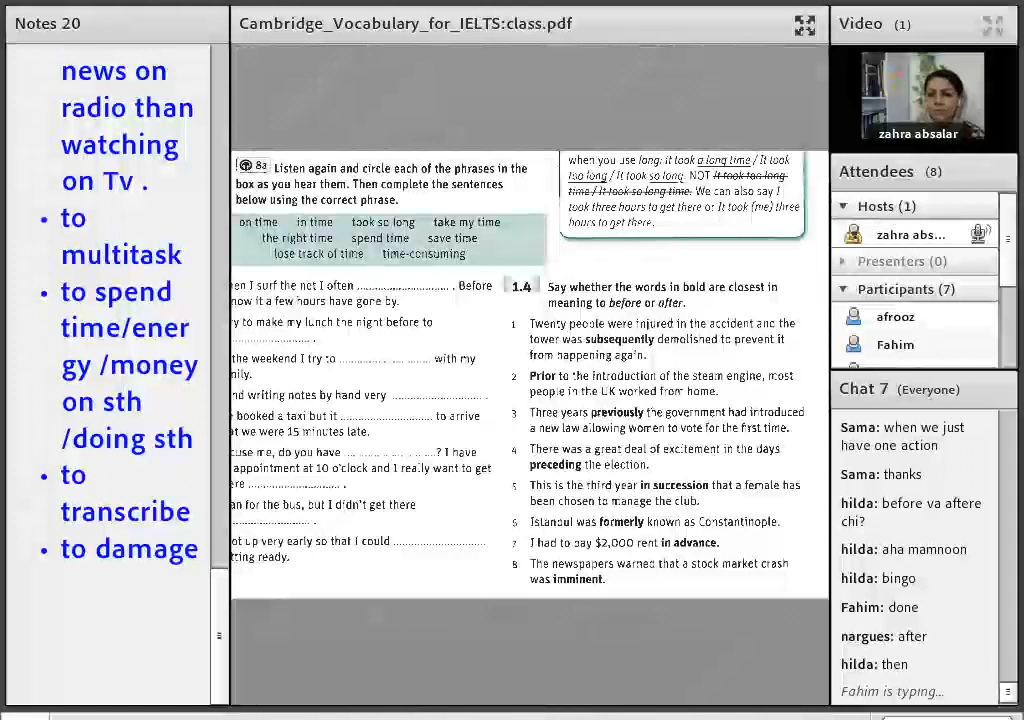 Notes 20
news on
radio than
watching
on Tv .
• to
multitask
• to spend
time/ener
gy /money
on sth
/doing sth
• to
transcribe
• to damage
Cambridge_Vocabulary_for_IELTS:class.pdf
8a Listen again and circle each of the phrases in the
box as you hear them. Then complete the sentences
below using the correct phrase.
on time in time took so long take my time
the right time spend time save time
lose track of time time-consuming
en I surf the net I often ............................ . Before
now it a few hours have gone by.
y to make my lunch the night before to
........................ .
the weekend I try to ............................ with my
nily.
nd writing notes by hand very ............................ .
booked a taxi but it ............................ to arrive
at we were 15 minutes late.
cuse me, do you have ............................ ? I have
appointment at 10 o'clock and I really want to get
ere ............................ .
an for the bus, but I didn't get there
........................ .
ot up very early so that I could ............................
tting ready.
when you use long: it took a long time / It took
too long / It took so long. NOT It took too long
time / It took so long time. We can also say I
took three hours to get there or It took (me) three
hours to get there.
1.4 Say whether the words in bold are closest in
meaning to before or after.
1 Twenty people were injured in the accident and the
tower was subsequently demolished to prevent it
from happening again.
2 Prior to the introduction of the steam engine, most
people in the UK worked from home.
3 Three years previously the government had introduced
a new law allowing women to vote for the first time.
4 There was a great deal of excitement in the days
preceding the election.
5 This is the third year in succession that a female has
been chosen to manage the club.
6 Istanbul was formerly known as Constantinople.
7 I had to pay $2,000 rent in advance.
8 The newspapers warned that a stock market crash
was imminent.
Video (1)
zahra absalar
Attendees (8)
Hosts (1)
zahra abs...
Presenters (0)
Participants (7)
afrooz
Fahim
Chat 7 (Everyone)
Sama: when we just
have one action
Sama: thanks
hilda: before va aftere
chi?
hilda: aha mamnoon
hilda: bingo
Fahim: done
nargues: after
hilda: then
Fahim is typing...